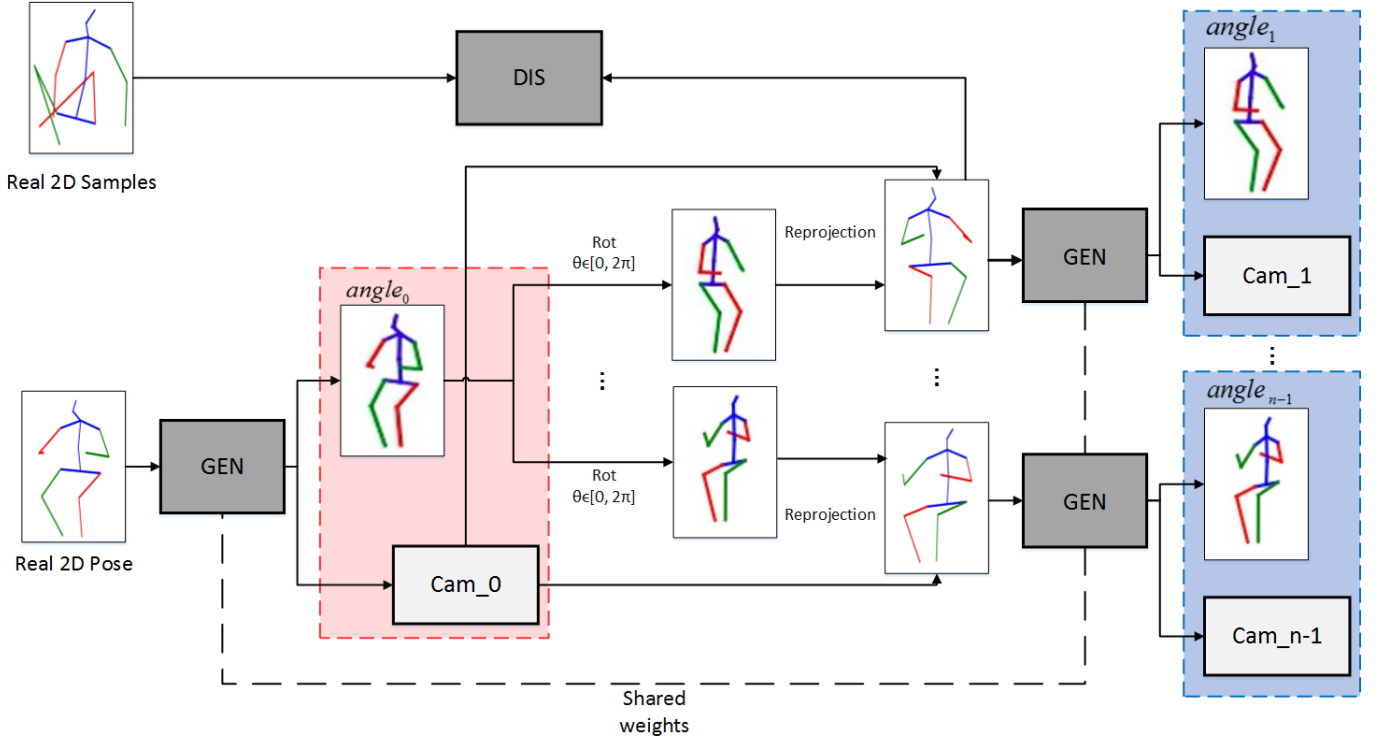 DIS
angle₁
Real 2D Samples
Rot
θϵ[0, 2π]
Reprojection
GEN
Cam_1
angle₀
⋮
⋮
⋮
angleₙ₋₁
GEN
Real 2D Pose
Rot
θϵ[0, 2π]
Reprojection
GEN
Cam_0
Cam_n-1
Shared
weights